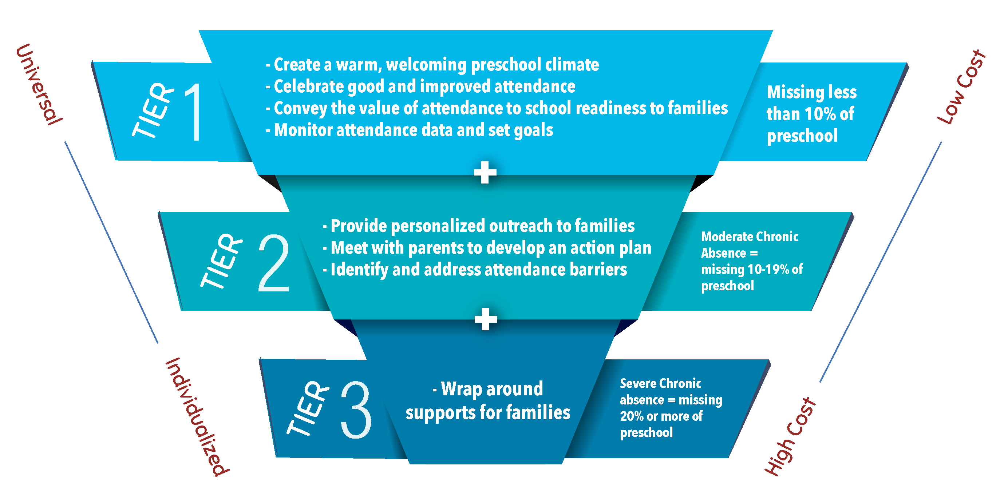 Universal
Low Cost
TIER 1
- Create a warm, welcoming preschool climate
- Celebrate good and improved attendance
- Convey the value of attendance to school readiness to families
- Monitor attendance data and set goals
Missing less
than 10% of
preschool
+
TIER 2
- Provide personalized outreach to families
- Meet with parents to develop an action plan
- Identify and address attendance barriers
Moderate Chronic
Absence =
missing 10-19% of
preschool
+
TIER 3
- Wrap around
supports for families
Severe Chronic
absence = missing
20% or more of
preschool
Individualized
High Cost